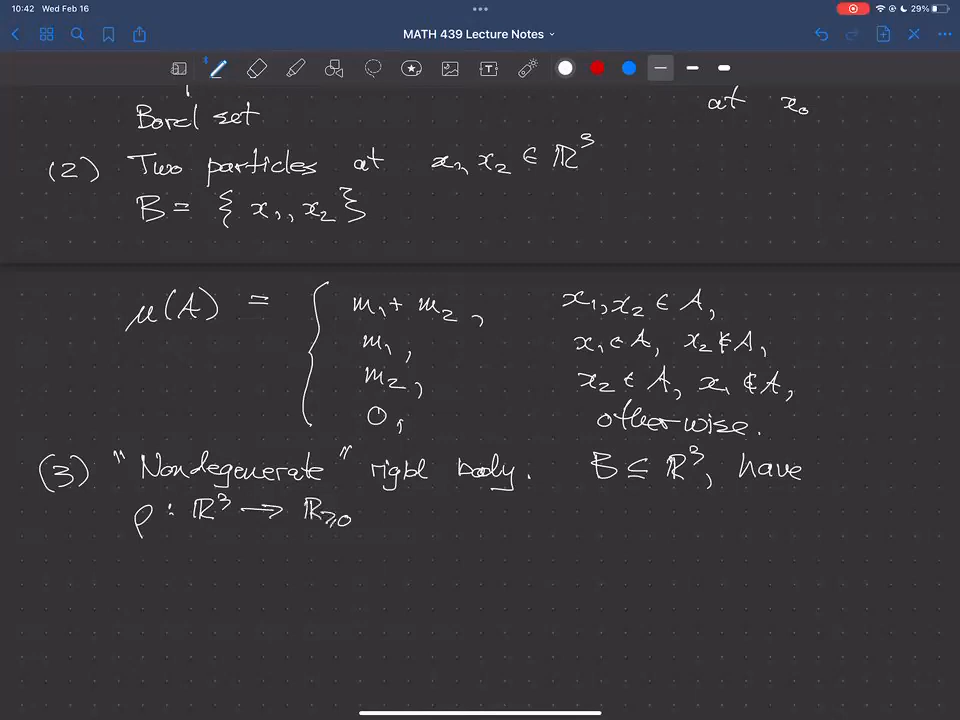 10:42 Wed Feb 16
29%
MATH 439 Lecture Notes
at x₀
Borel set
(2) Two particles at x₁, x₂ ∈ ℝ³
B = { x₁, x₂ }
μ(A) = { m₁ + m₂, x₁, x₂ ∈ A,
m₁, x₁ ∈ A, x₂ ∉ A,
m₂, x₂ ∈ A, x₁ ∉ A,
0, otherwise.
(3) "Nondegenerate" rigid body. B ⊆ ℝ³, have
ρ : ℝ³ → ℝ≥0